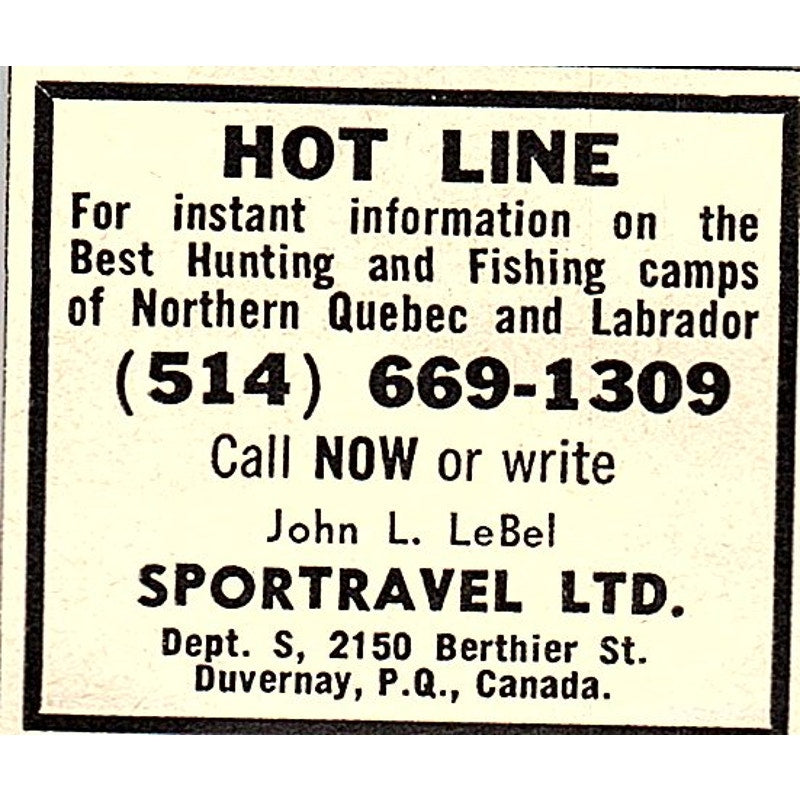 HOT LINE
For instant information on the
Best Hunting and Fishing camps
of Northern Quebec and Labrador
(514) 669-1309
Call NOW or write
John L. LeBel
SPORTRAVEL LTD.
Dept. S, 2150 Berthier St.
Duvernay, P.Q., Canada.